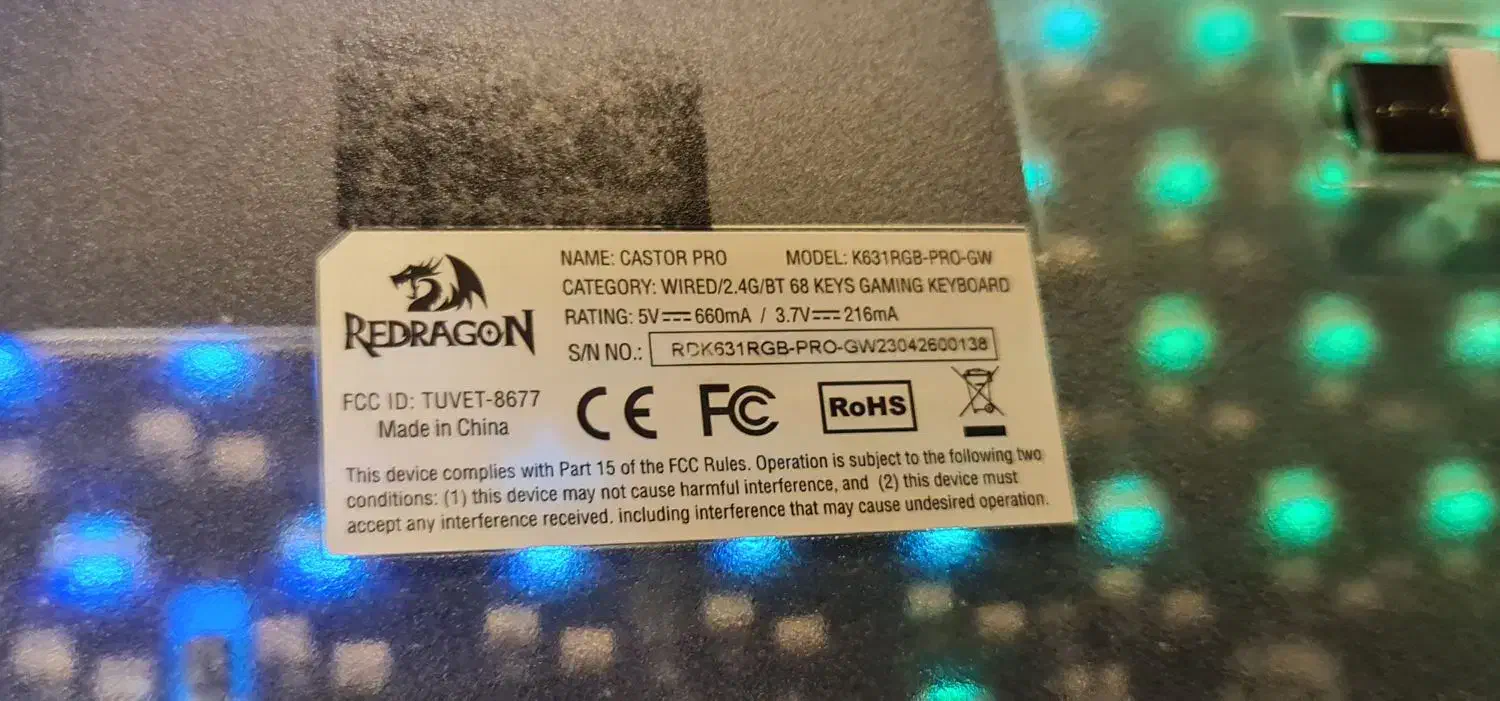 NAME: CASTOR PRO MODEL: K631RGB-PRO-GW
CATEGORY: WIRED/2.4G/BT 68 KEYS GAMING KEYBOARD
RATING: 5V⎓660mA / 3.7V⎓216mA
S/N NO.: RDK631RGB-PRO-GW23042600138
REDRAGON
FCC ID: TUVET-8677
Made in China
CE FC RoHS
This device complies with Part 15 of the FCC Rules. Operation is subject to the following two
conditions: (1) this device may not cause harmful interference, and (2) this device must
accept any interference received. including interference that may cause undesired operation.